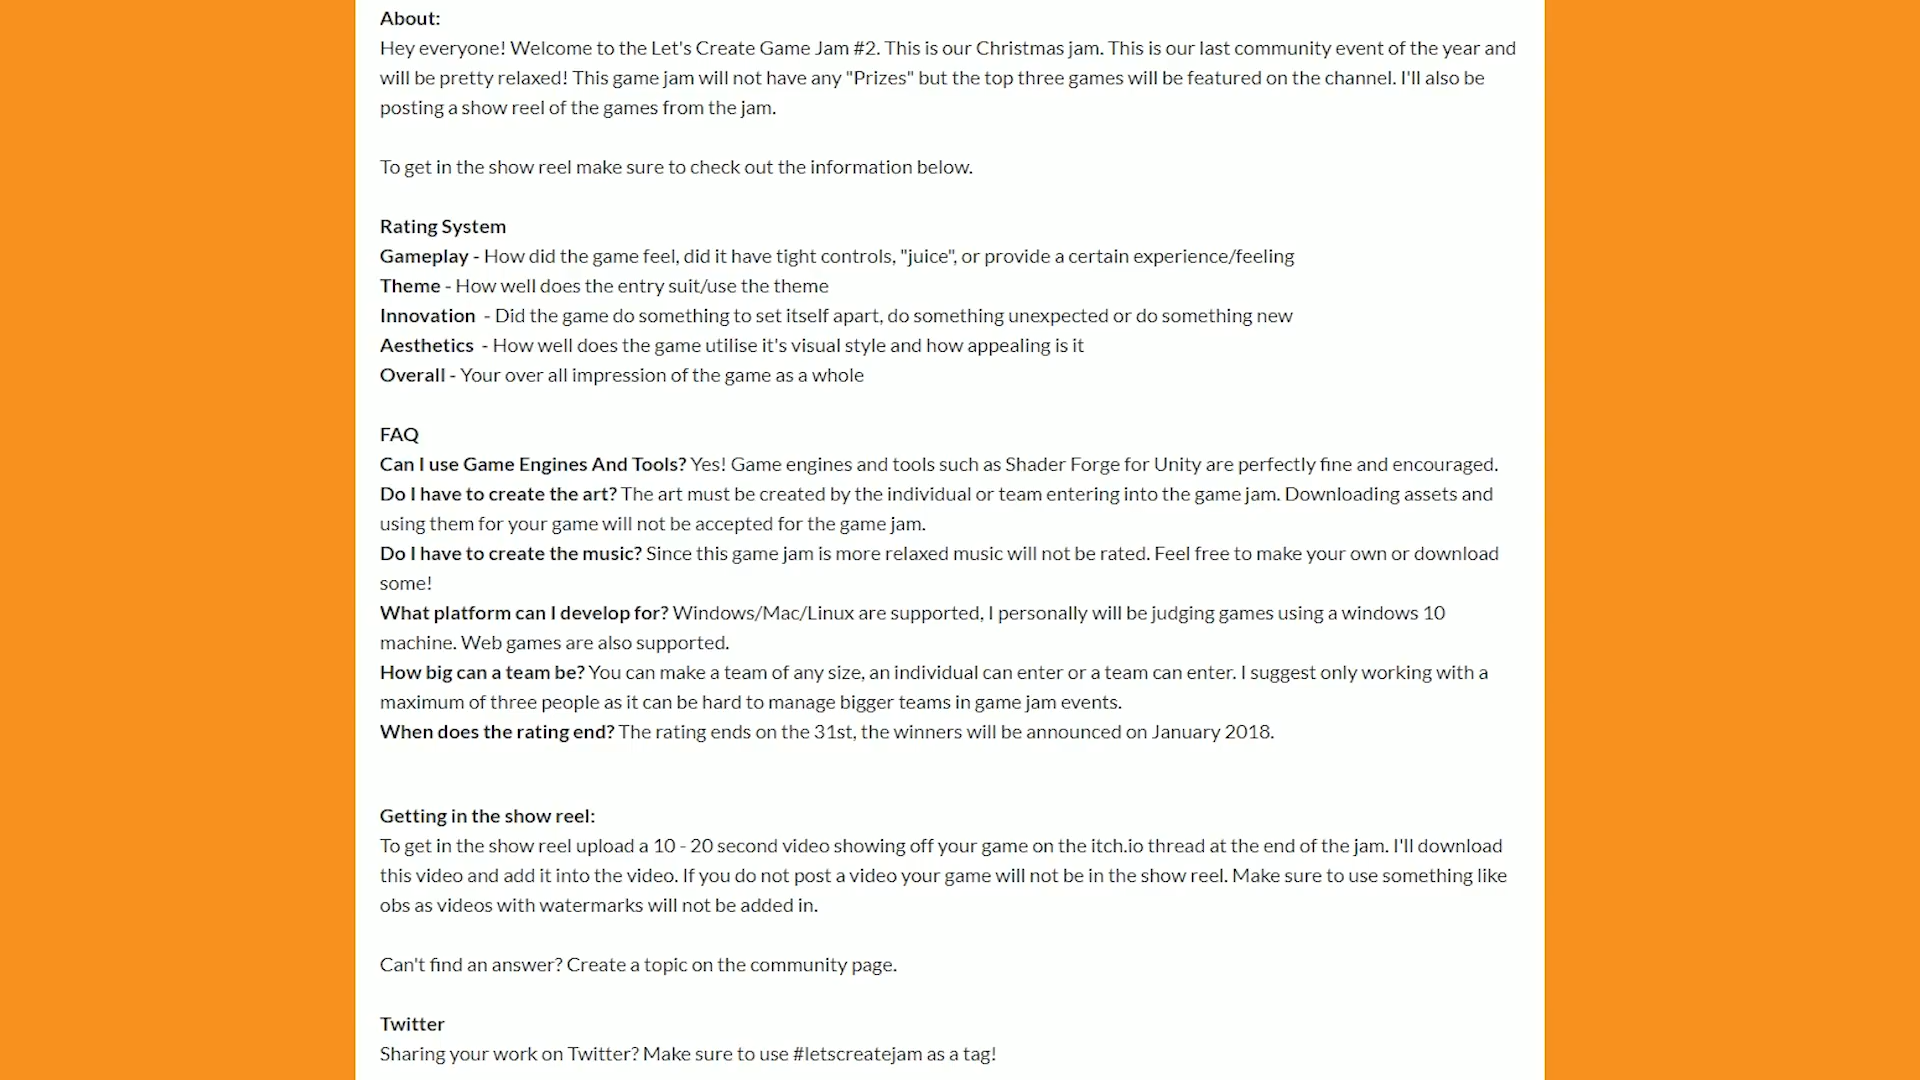 About:
Hey everyone! Welcome to the Let's Create Game Jam #2. This is our Christmas jam. This is our last community event of the year and
will be pretty relaxed! This game jam will not have any "Prizes" but the top three games will be featured on the channel. I'll also be
posting a show reel of the games from the jam.
To get in the show reel make sure to check out the information below.
Rating System
Gameplay - How did the game feel, did it have tight controls, "juice", or provide a certain experience/feeling
Theme - How well does the entry suit/use the theme
Innovation - Did the game do something to set itself apart, do something unexpected or do something new
Aesthetics - How well does the game utilise it's visual style and how appealing is it
Overall - Your over all impression of the game as a whole
FAQ
Can I use Game Engines And Tools? Yes! Game engines and tools such as Shader Forge for Unity are perfectly fine and encouraged.
Do I have to create the art? The art must be created by the individual or team entering into the game jam. Downloading assets and
using them for your game will not be accepted for the game jam.
Do I have to create the music? Since this game jam is more relaxed music will not be rated. Feel free to make your own or download
some!
What platform can I develop for? Windows/Mac/Linux are supported, I personally will be judging games using a windows 10
machine. Web games are also supported.
How big can a team be? You can make a team of any size, an individual can enter or a team can enter. I suggest only working with a
maximum of three people as it can be hard to manage bigger teams in game jam events.
When does the rating end? The rating ends on the 31st, the winners will be announced on January 2018.
Getting in the show reel:
To get in the show reel upload a 10 - 20 second video showing off your game on the itch.io thread at the end of the jam. I'll download
this video and add it into the video. If you do not post a video your game will not be in the show reel. Make sure to use something like
obs as videos with watermarks will not be added in.
Can't find an answer? Create a topic on the community page.
Twitter
Sharing your work on Twitter? Make sure to use #letscreatejam as a tag!